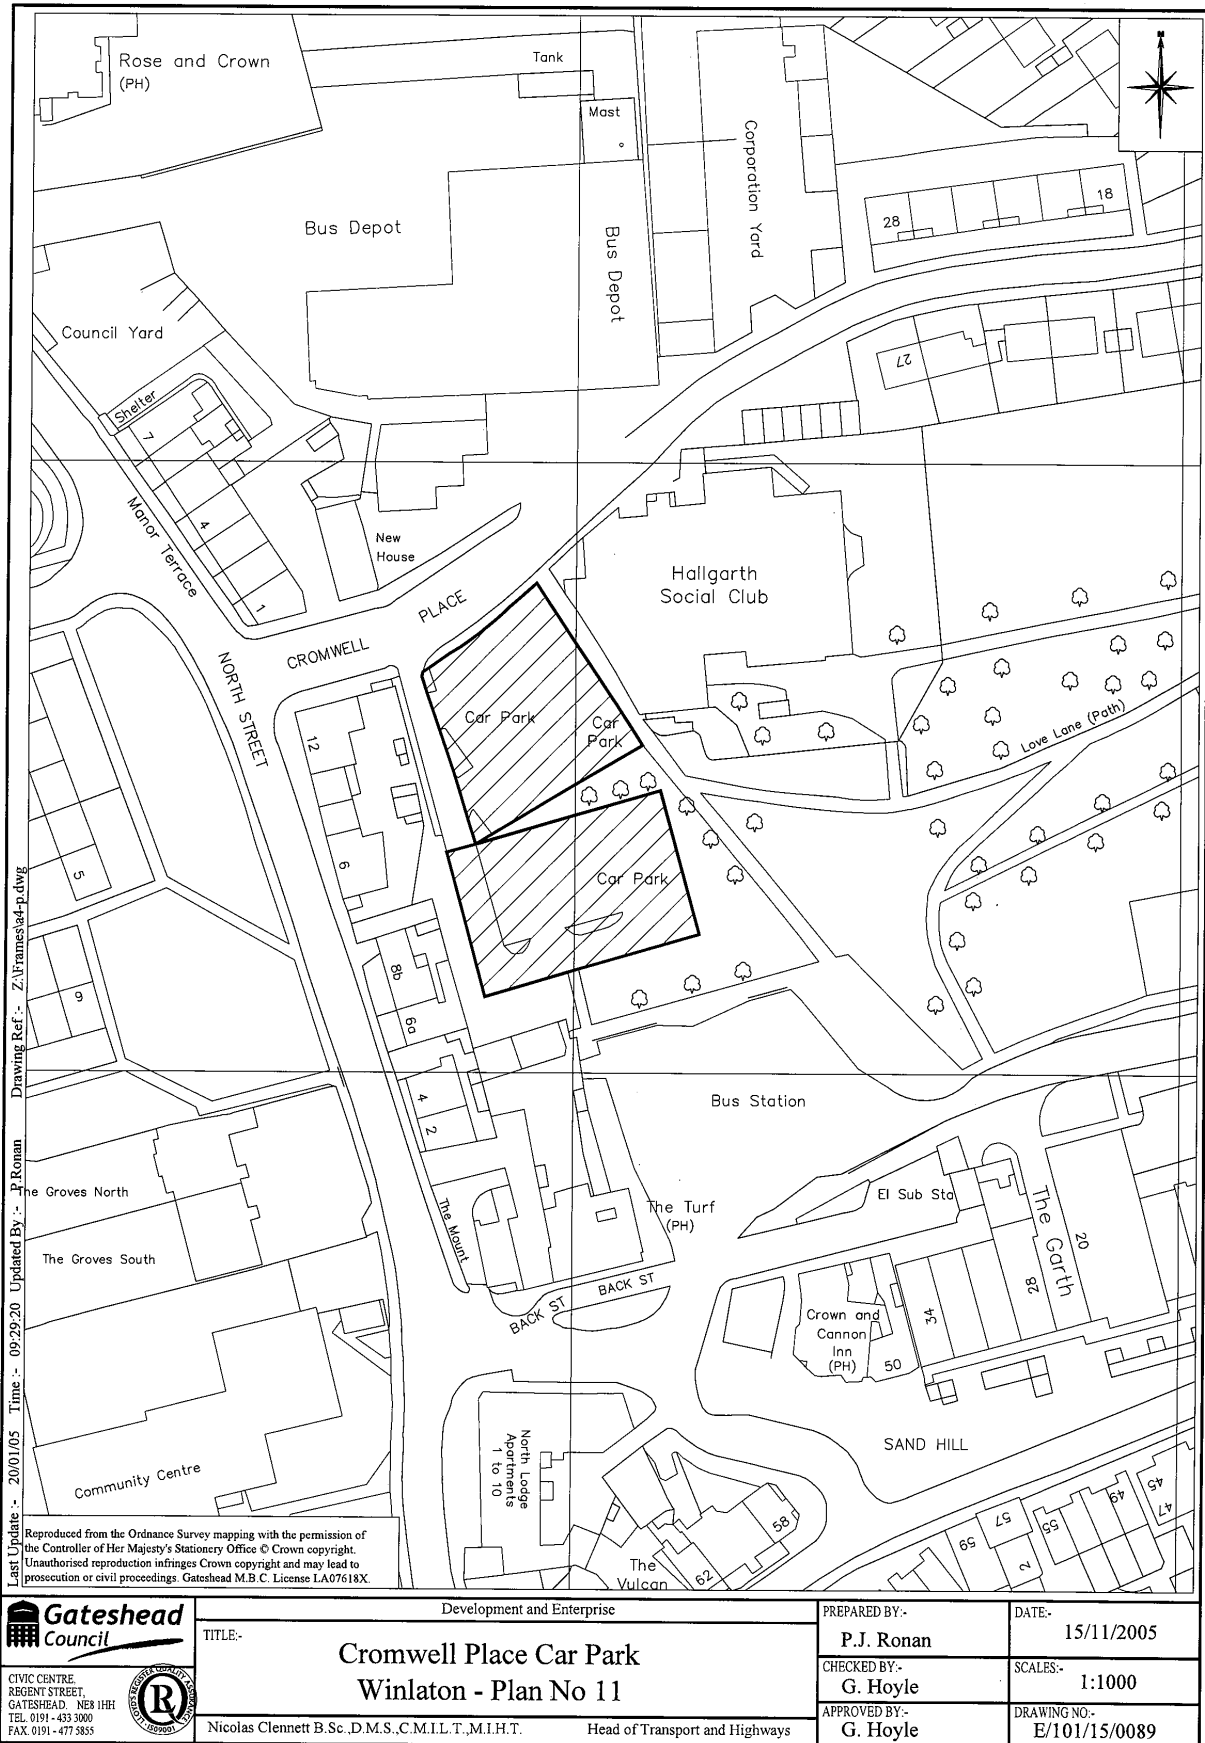 Rose and Crown
(PH)
Tank
Mast
N
Bus Depot
Bus Depot
Corporation Yard
28
18
Council Yard
27
Shelter
7
4
1
Manor Terrace
New
House
Hallgarth
Social Club
PLACE
CROMWELL
NORTH STREET
Car Park
Car
Park
Love Lane (Path)
12
6
5
Car Park
9
8b
6a
4
2
Bus Station
The Groves North
The Groves South
The Mount
The Turf
(PH)
El Sub Sta
The Garth
20
28
34
BACK ST
BACK ST
Crown and
Cannon
Inn
(PH)
50
SAND HILL
Community Centre
North Lodge
Apartments
1 to 10
58
62
The
Vulcan
59
57
2
55
49
45
47
Last Update :- 20/01/05 Time :- 09:29:20 Updated By :- P.Ronan Drawing Ref :- Z:\Frames\a4-p.dwg
Reproduced from the Ordnance Survey mapping with the permission of
the Controller of Her Majesty's Stationery Office © Crown copyright.
Unauthorised reproduction infringes Crown copyright and may lead to
prosecution or civil proceedings. Gateshead M.B.C. License LA07618X.
Gateshead
Council
CIVIC CENTRE,
REGENT STREET,
GATESHEAD. NE8 1HH
TEL. 0191 - 433 3000
FAX. 0191 - 477 5855
LLOYDS REGISTER QUALITY ASSURANCE
R
ISO9001
Development and Enterprise
TITLE:-
Cromwell Place Car Park
Winlaton - Plan No 11
Nicolas Clennett B.Sc.,D.M.S.,C.M.I.L.T.,M.I.H.T. Head of Transport and Highways
PREPARED BY:-
P.J. Ronan
DATE:-
15/11/2005
CHECKED BY:-
G. Hoyle
SCALES:-
1:1000
APPROVED BY:-
G. Hoyle
DRAWING NO:-
E/101/15/0089